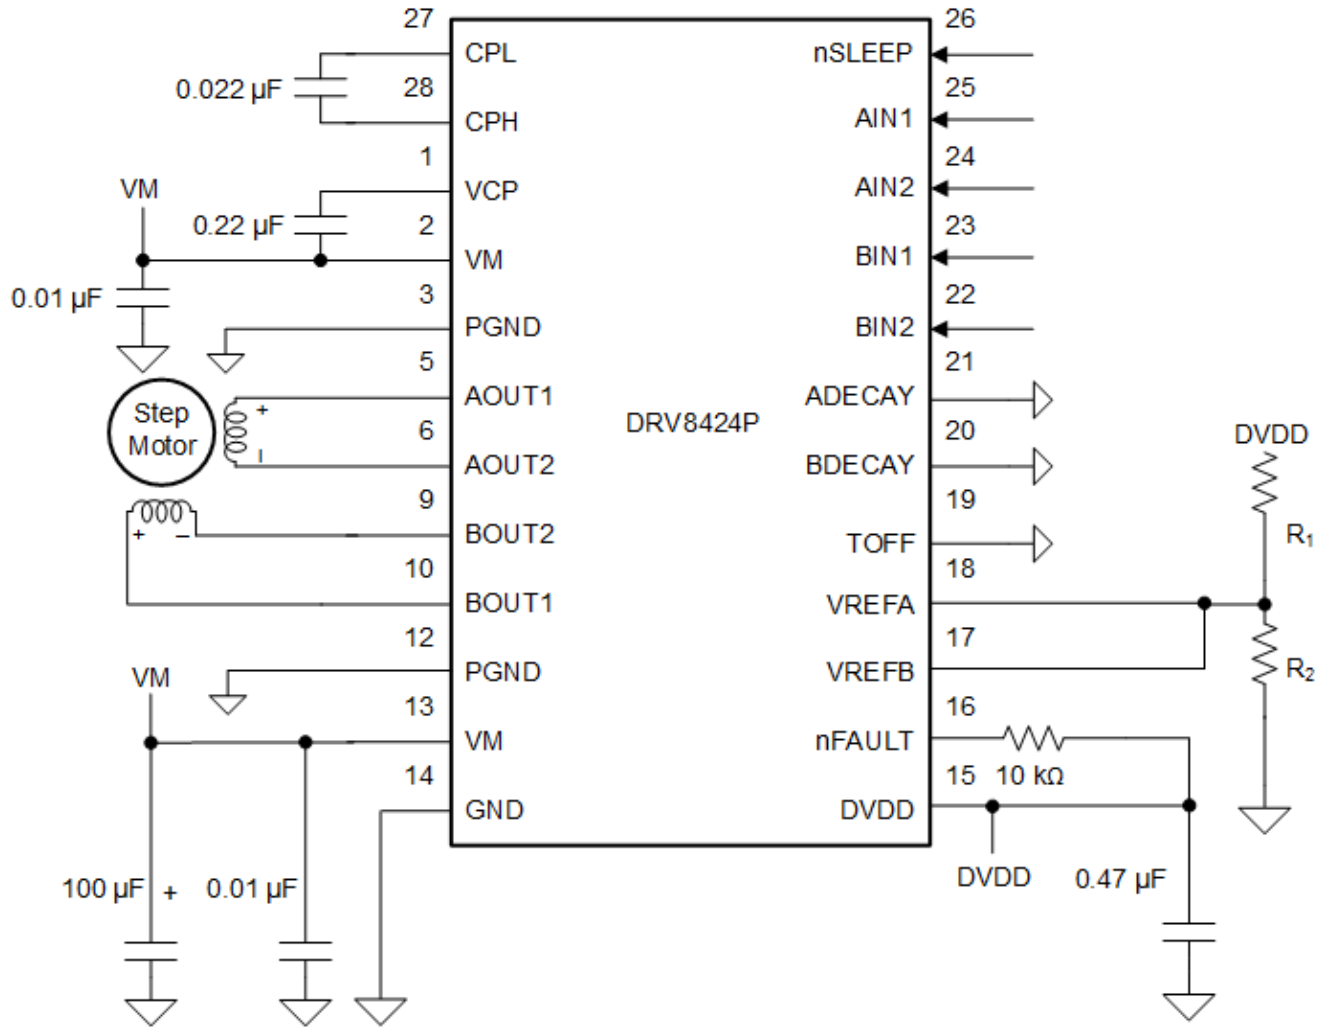 27
26
CPL
nSLEEP
0.022 µF
28
25
CPH
AIN1
1
24
VM
VCP
AIN2
0.22 µF
2
23
VM
BIN1
0.01 µF
3
22
PGND
BIN2
5
21
Step
Motor
+
–
AOUT1
ADECAY
DRV8424P
6
20
AOUT2
BDECAY
DVDD
9
19
+
–
BOUT2
TOFF
R1
10
18
BOUT1
VREFA
12
17
VM
PGND
VREFB
R2
13
16
VM
nFAULT
10 kΩ
14
15
GND
DVDD
DVDD
100 µF
+
0.01 µF
0.47 µF